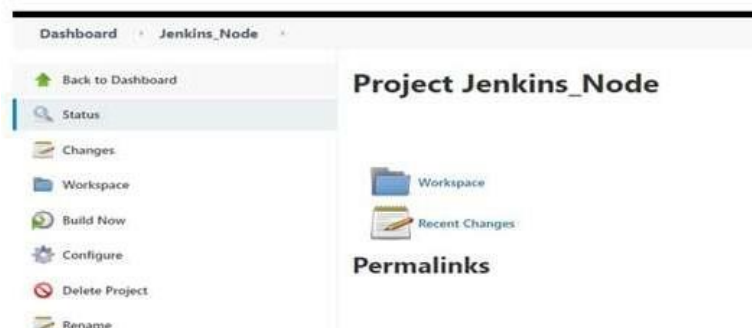 Dashboard Jenkins_Node
Back to Dashboard
Status
Changes
Workspace
Build Now
Configure
Delete Project
Rename
Project Jenkins_Node
Workspace
Recent Changes
Permalinks